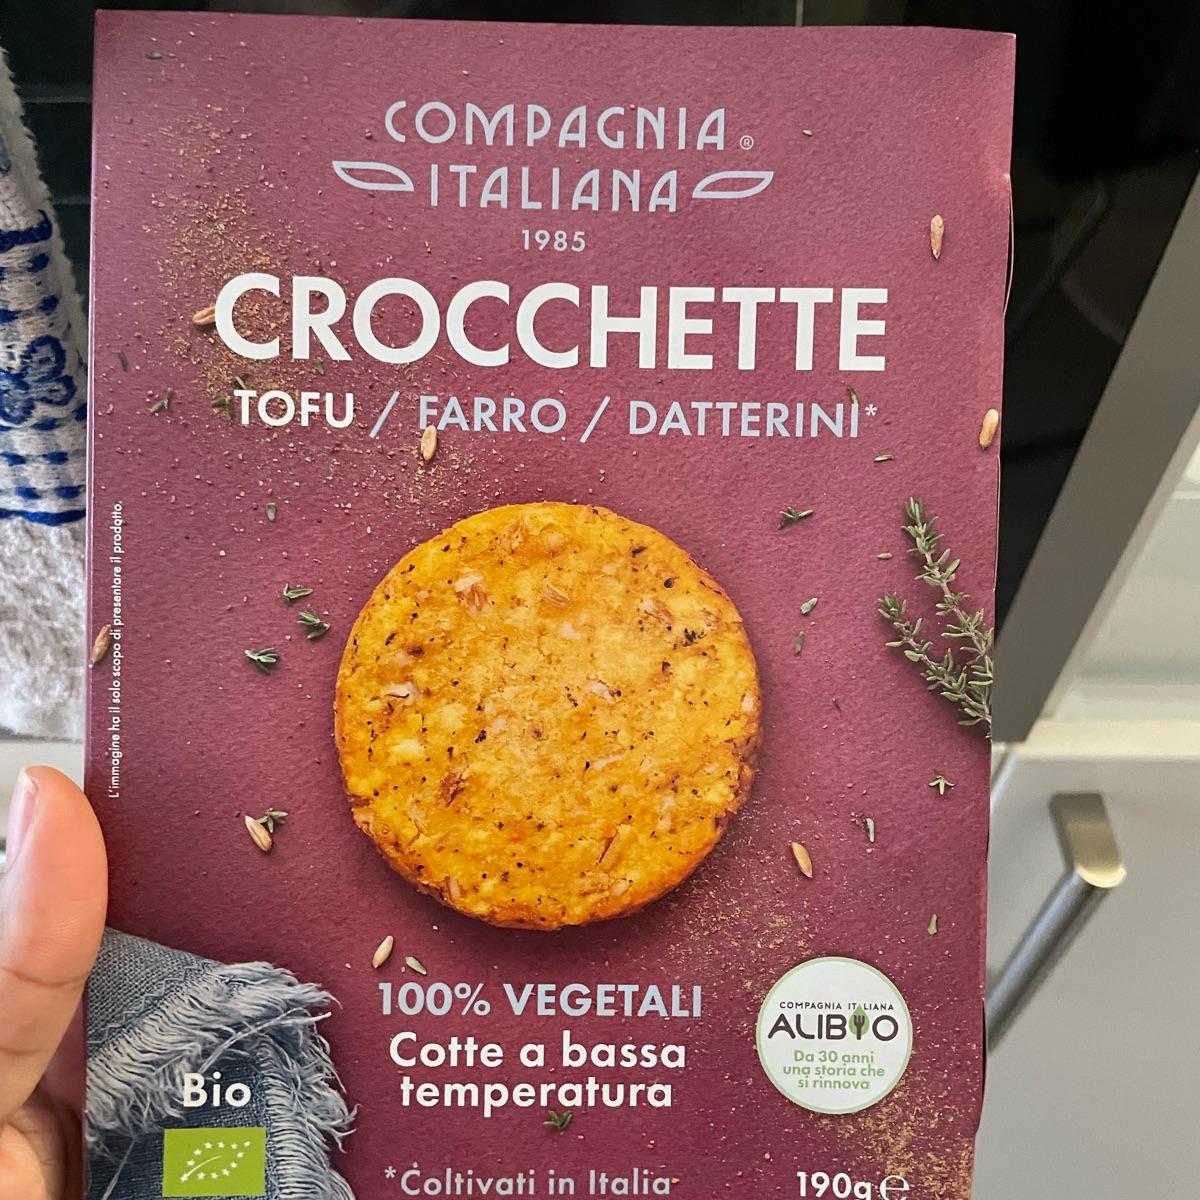 COMPAGNIA®
ITALIANA
1985
CROCCHETTE
TOFU / FARRO / DATTERINI*
L'immagine ha il solo scopo di presentare il prodotto.
100% VEGETALI
Cotte a bassa
temperatura
COMPAGNIA ITALIANA
ALIBIO
Da 30 anni
una storia che
si rinnova
Bio
*Coltivati in Italia
190g ℮